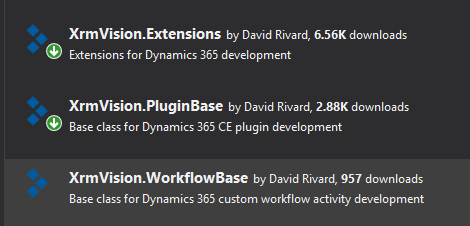 XrmVision.Extensions by David Rivard, 6.56K downloads
Extensions for Dynamics 365 development
XrmVision.PluginBase by David Rivard, 2.88K downloads
Base class for Dynamics 365 CE plugin development
XrmVision.WorkflowBase by David Rivard, 957 downloads
Base class for Dynamics 365 custom workflow activity development